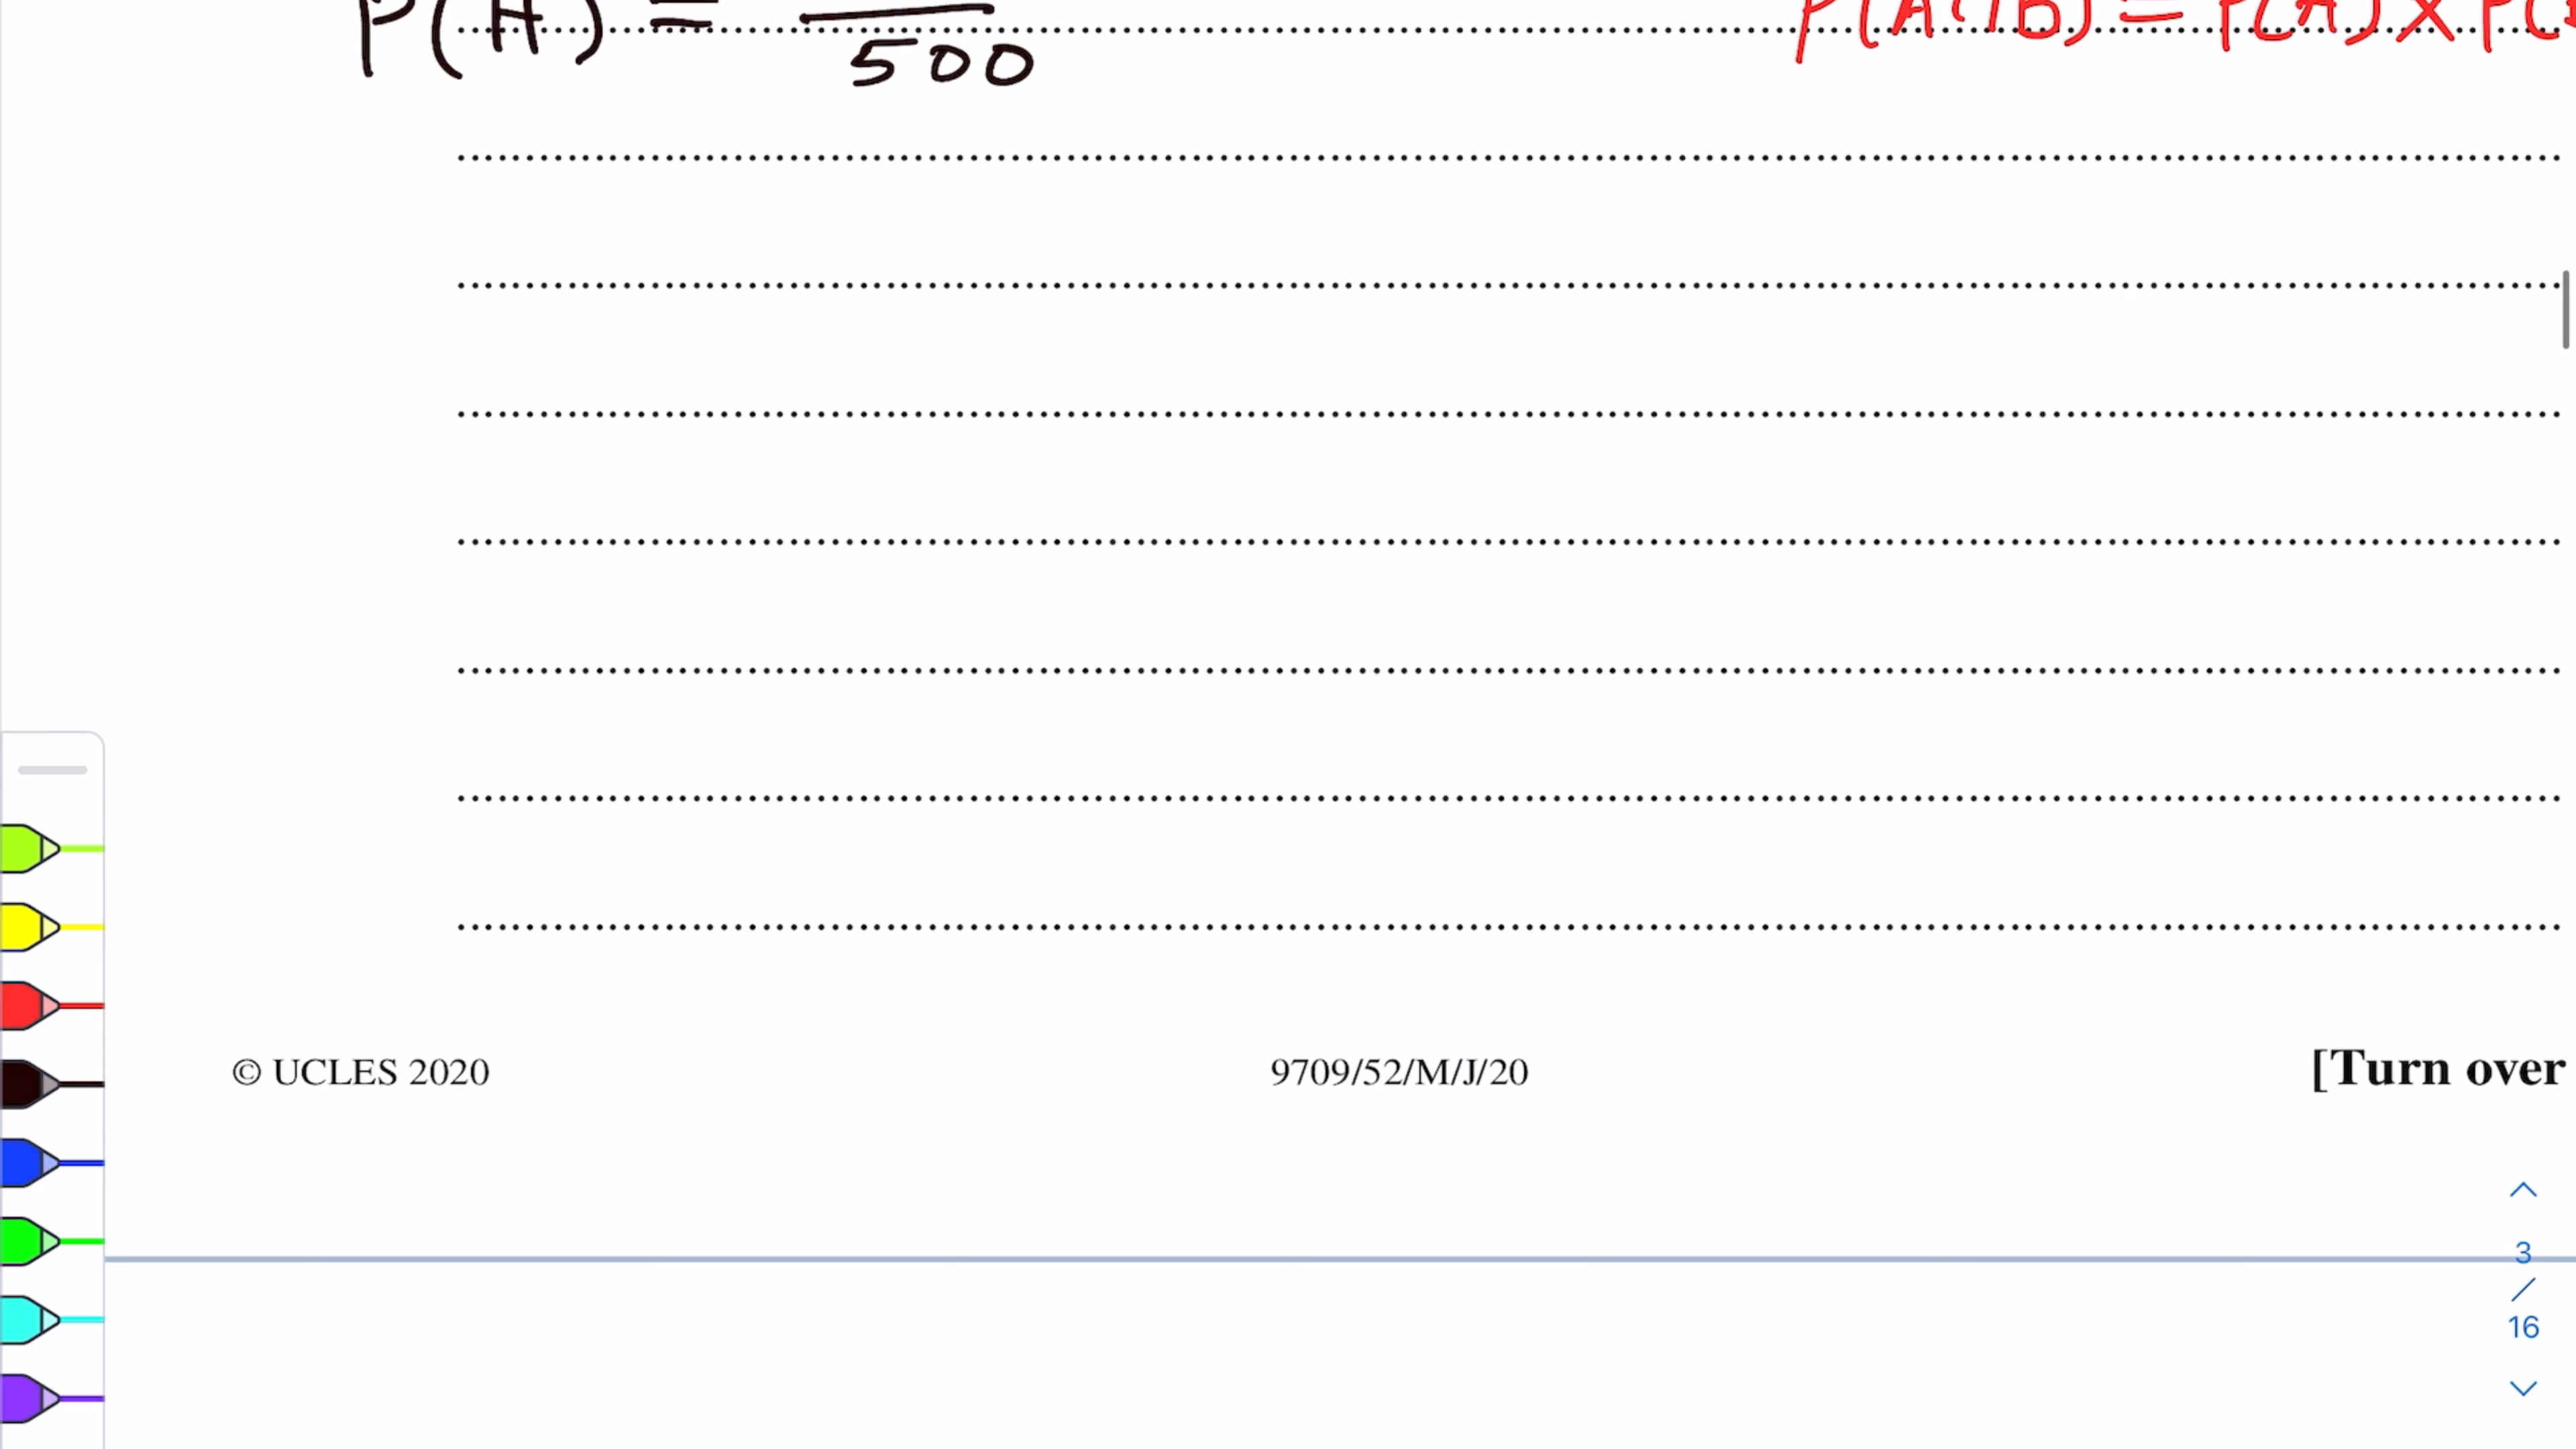 P(H) =
500
P(A∩B) = P(A) x P(
© UCLES 2020
9709/52/M/J/20
[Turn over
3
/
16